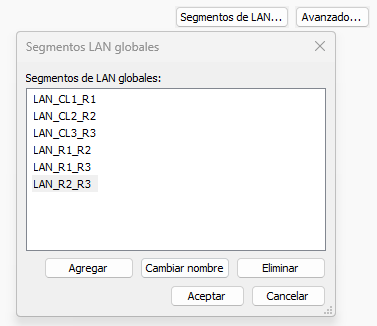 Segmentos de LAN...
Avanzado...
Segmentos LAN globales
Segmentos de LAN globales:
LAN_CL1_R1
LAN_CL2_R2
LAN_CL3_R3
LAN_R1_R2
LAN_R1_R3
LAN_R2_R3
Agregar
Cambiar nombre
Eliminar
Aceptar
Cancelar